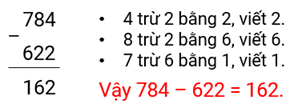 784
−
622
162
• 4 trừ 2 bằng 2, viết 2.
• 8 trừ 2 bằng 6, viết 6.
• 7 trừ 6 bằng 1, viết 1.
Vậy 784 – 622 = 162.